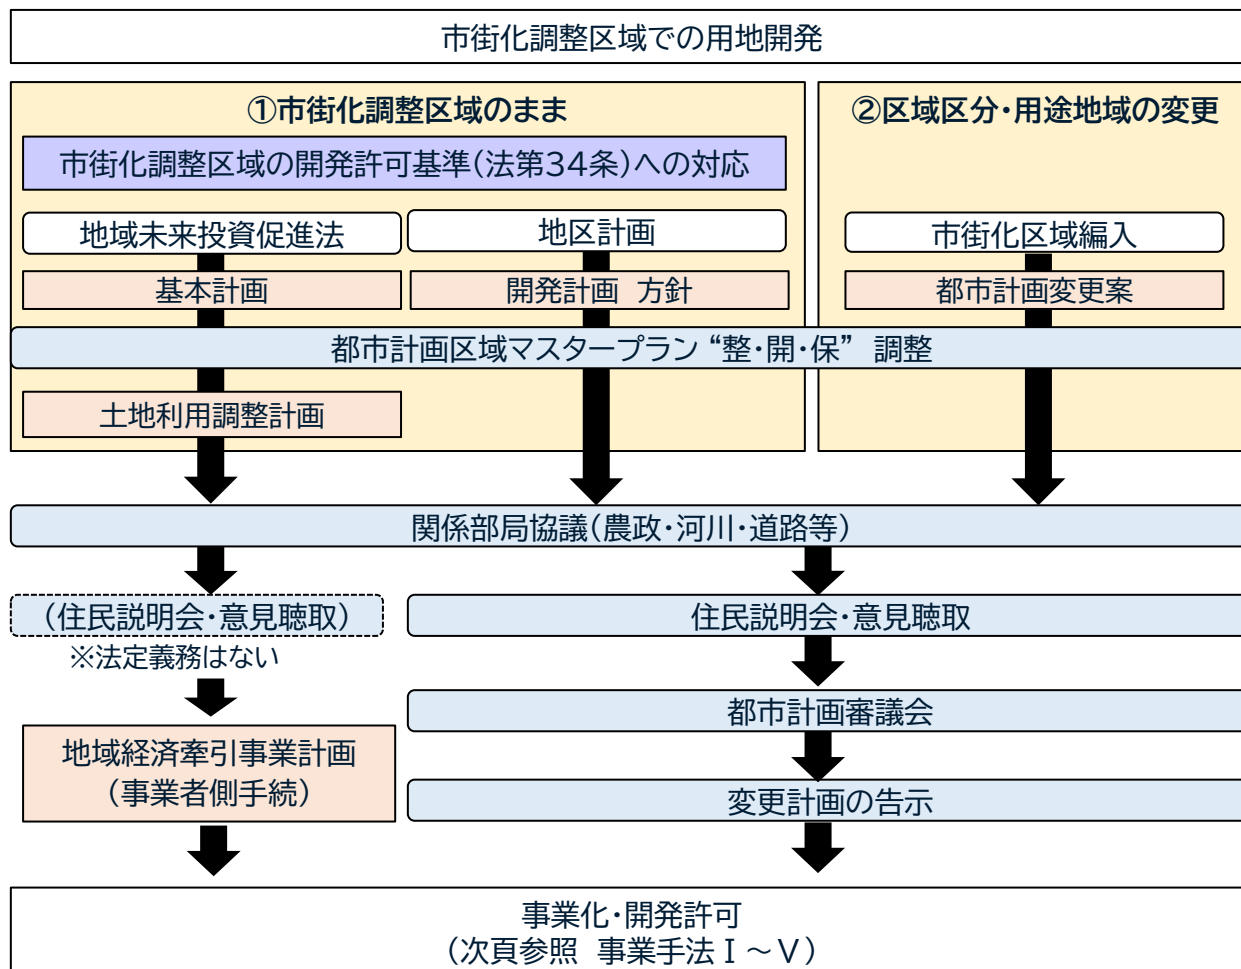 市街化調整区域での用地開発
①市街化調整区域のまま
②区域区分・用途地域の変更
市街化調整区域の開発許可基準(法第34条)への対応
地域未来投資促進法
地区計画
市街化区域編入
基本計画
開発計画 方針
都市計画変更案
都市計画区域マスタープラン “整・開・保” 調整
土地利用調整計画
関係部局協議(農政・河川・道路等)
(住民説明会・意見聴取)
住民説明会・意見聴取
※法定義務はない
都市計画審議会
地域経済牽引事業計画
(事業者側手続)
変更計画の告示
事業化・開発許可
(次頁参照 事業手法Ⅰ～Ⅴ)